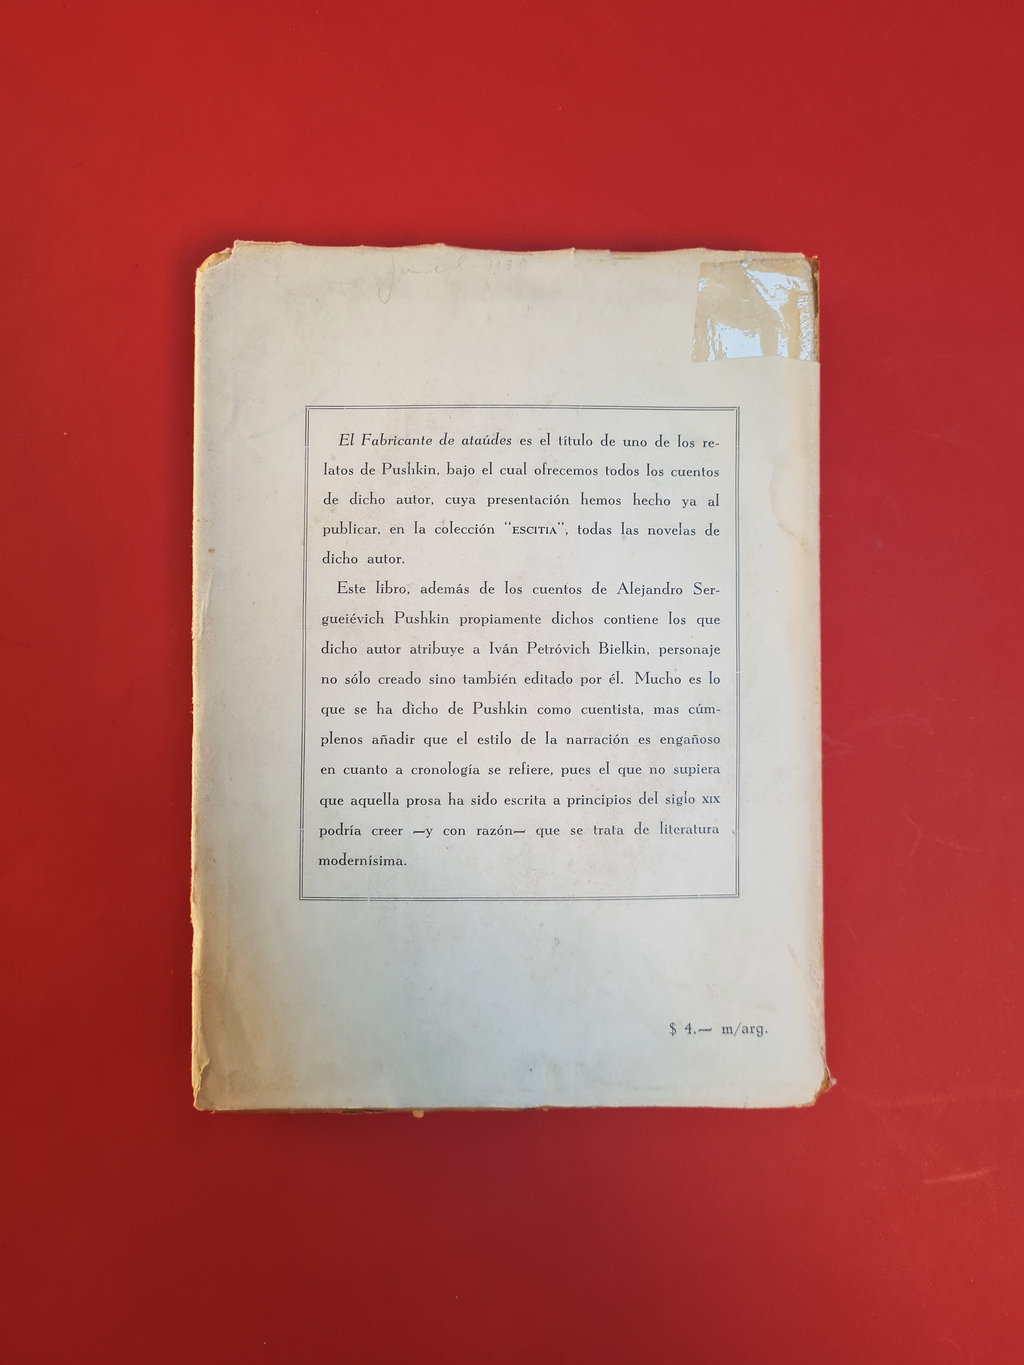 El Fabricante de ataúdes es el título de uno de los re-
latos de Pushkin, bajo el cual ofrecemos todos los cuentos
de dicho autor, cuya presentación hemos hecho ya al
publicar, en la colección "ESCITIA", todas las novelas de
dicho autor.
Este libro, además de los cuentos de Alejandro Ser-
gueiévich Pushkin propiamente dichos contiene los que
dicho autor atribuye a Iván Petróvich Bielkin, personaje
no sólo creado sino también editado por él. Mucho es lo
que se ha dicho de Pushkin como cuentista, mas cúm-
plenos añadir que el estilo de la narración es engañoso
en cuanto a cronología se refiere, pues el que no supiera
que aquella prosa ha sido escrita a principios del siglo XIX
podría creer —y con razón— que se trata de literatura
modernísima.
$ 4.— m/arg.